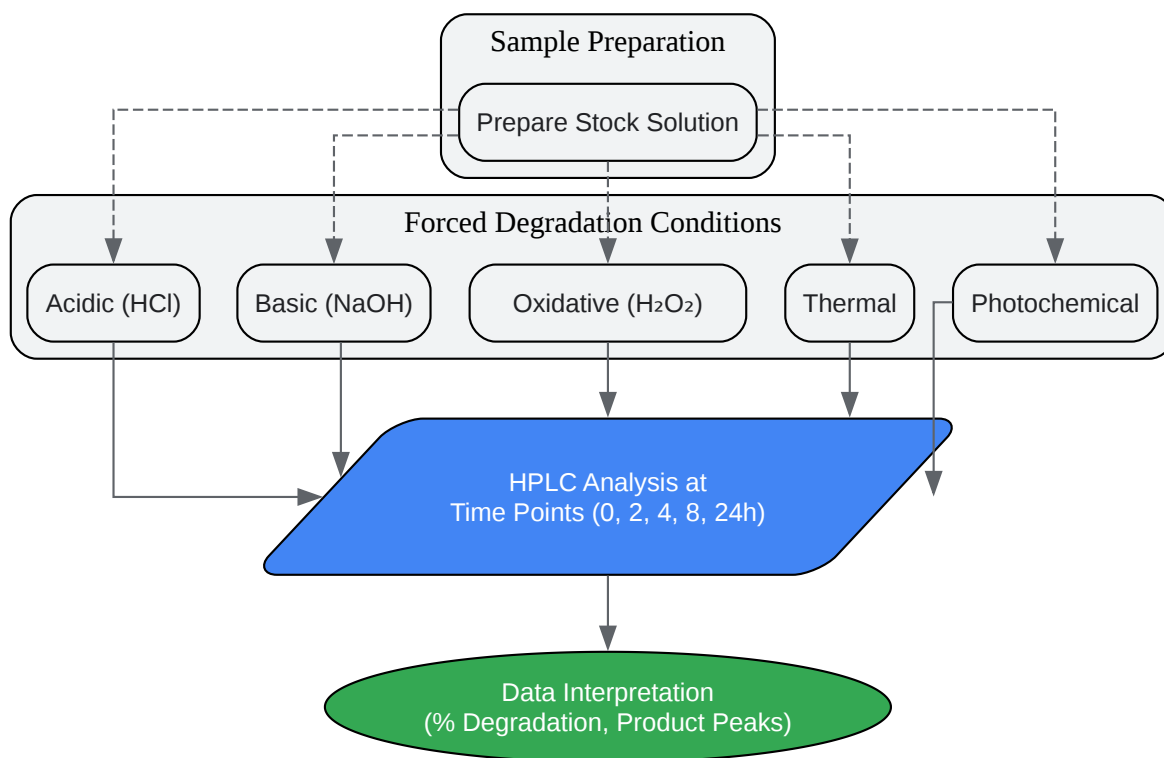 Sample Preparation
Prepare Stock Solution
Forced Degradation Conditions
Acidic (HCl)
Basic (NaOH)
Oxidative (H₂O₂)
Thermal
Photochemical
HPLC Analysis at
Time Points (0, 2, 4, 8, 24h)
Data Interpretation
(% Degradation, Product Peaks)